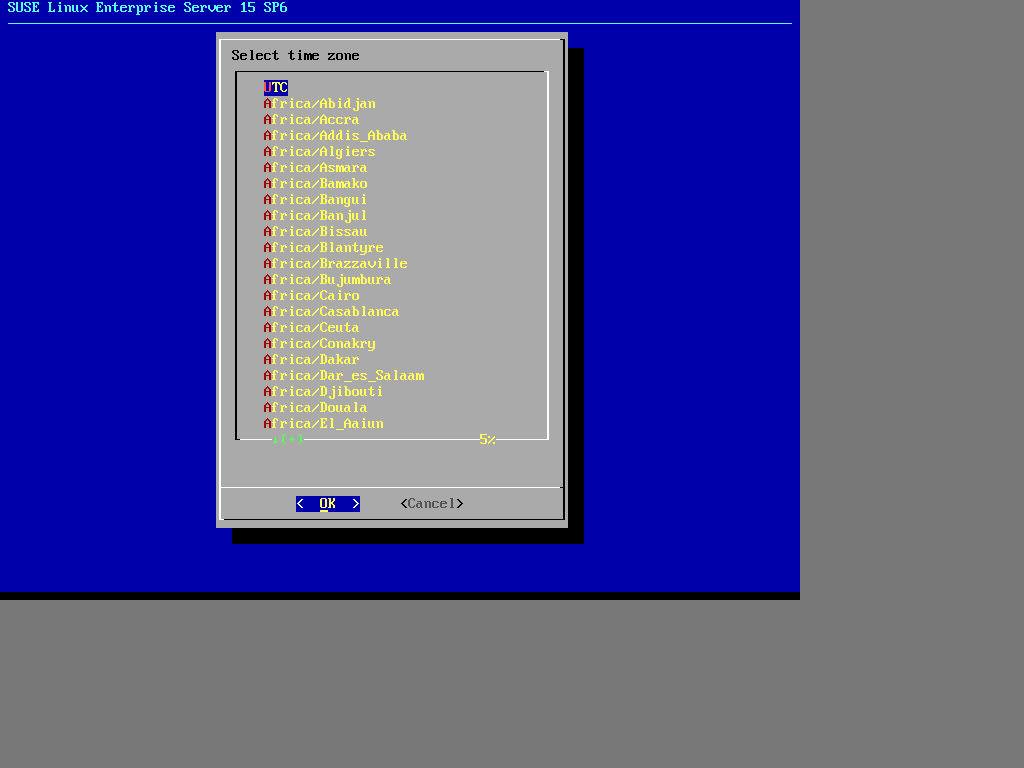 SUSE Linux Enterprise Server 15 SP6
Select time zone
UTC
Africa/Abidjan
Africa/Accra
Africa/Addis_Ababa
Africa/Algiers
Africa/Asmara
Africa/Bamako
Africa/Bangui
Africa/Banjul
Africa/Bissau
Africa/Blantyre
Africa/Brazzaville
Africa/Bujumbura
Africa/Cairo
Africa/Casablanca
Africa/Ceuta
Africa/Conakry
Africa/Dakar
Africa/Dar_es_Salaam
Africa/Djibouti
Africa/Douala
Africa/El_Aaiun
.(+) 5%
< OK > <Cancel>